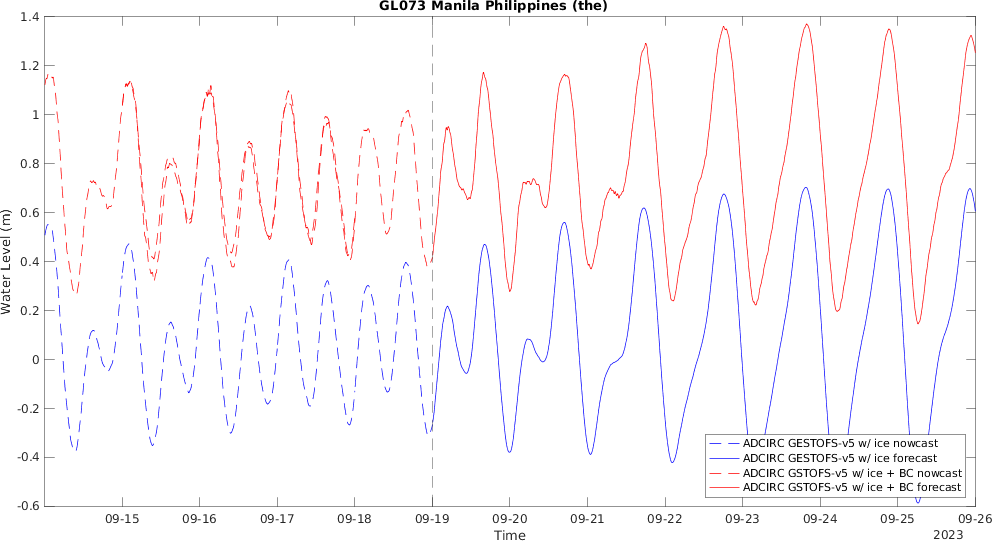 GL073 Manila Philippines (the)
1.4
1.2
1
0.8
0.6
0.4
0.2
0
-0.2
-0.4
-0.6
Water Level (m)
ADCIRC GESTOFS-v5 w/ ice nowcast
ADCIRC GESTOFS-v5 w/ ice forecast
ADCIRC GSTOFS-v5 w/ ice + BC nowcast
ADCIRC GSTOFS-v5 w/ ice + BC forecast
09-15 09-16 09-17 09-18 09-19 09-20 09-21 09-22 09-23 09-24 09-25 09-26
Time
2023